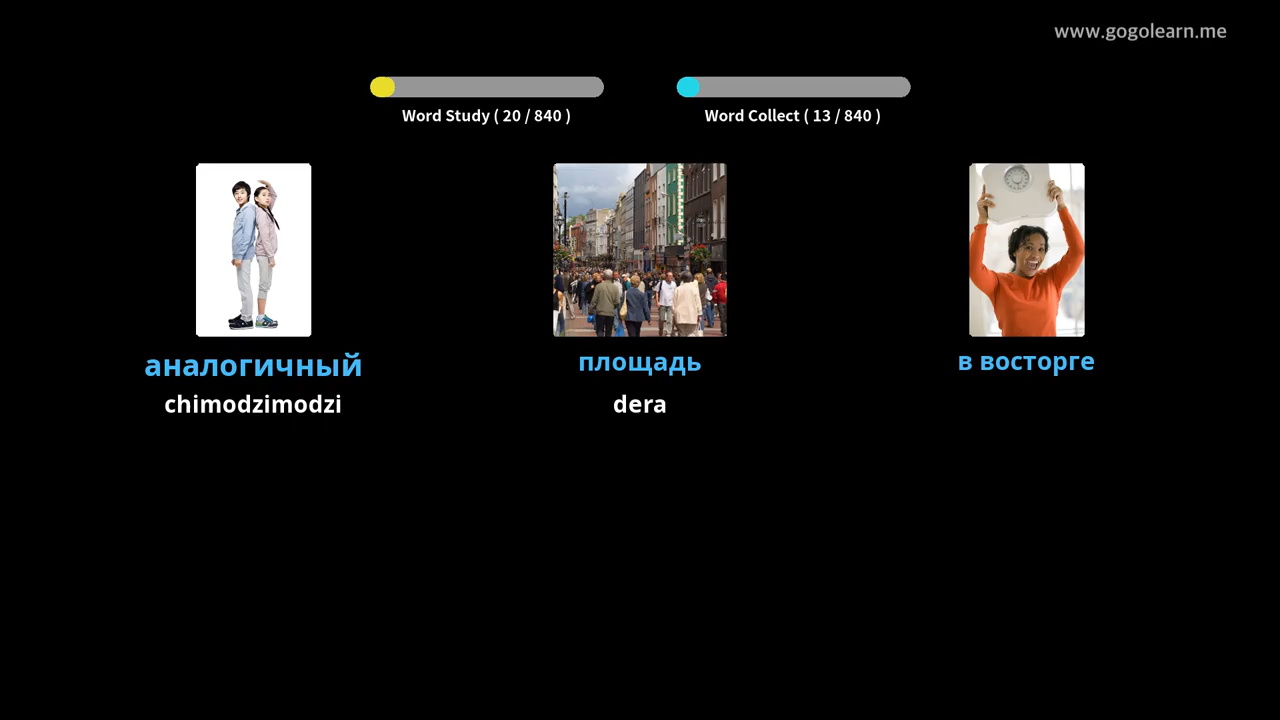 www.gogolearn.me
Word Study ( 20 / 840 )
Word Collect ( 13 / 840 )
аналогичный
площадь
в восторге
chimodzimodzi
dera